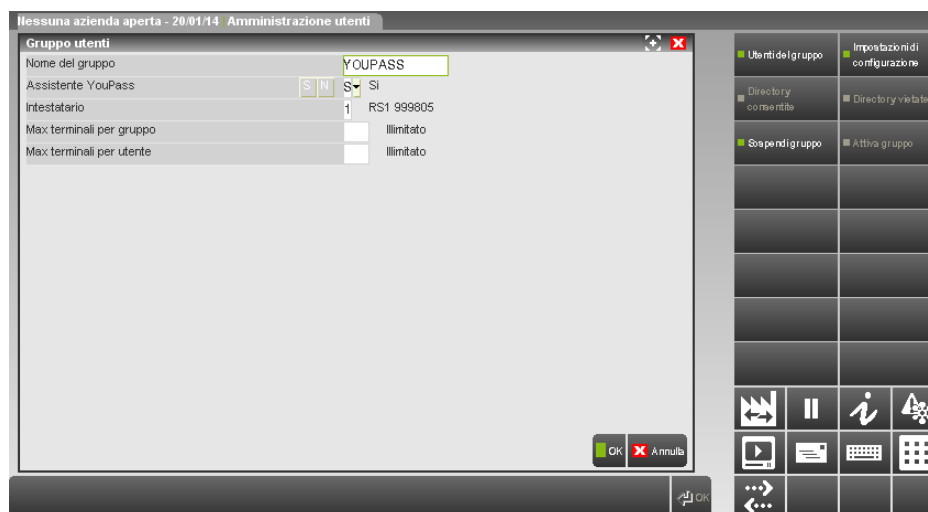 Nessuna azienda aperta - 20/01/14 Amministrazione utenti
Gruppo utenti
Nome del gruppo YOUPASS
Assistente YouPass S N S Si
Intestatario 1 RS1 999805
Max terminali per gruppo Illimitato
Max terminali per utente Illimitato
OK Annulla
OK
Utenti del gruppo
Impostazioni di
configurazione
Directory
consentite
Directory vietate
Sospendi gruppo
Attiva gruppo